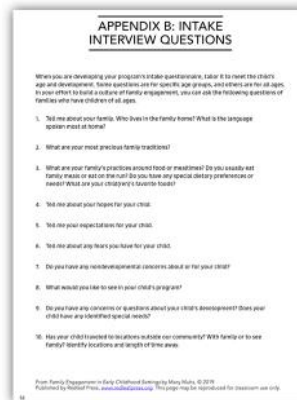 APPENDIX B: INTAKE
INTERVIEW QUESTIONS
When you are developing your program's intake questionnaire, tailor it to meet the child's
age and development. Some questions are for specific age groups, and others are for all ages.
In your effort to build a culture of family engagement, you can ask the following questions of
families who have children of all ages.
1. Tell me about your family. Who lives in the family home? What is the language
spoken most at home?
2. What are your most precious family traditions?
3. What are your family's practices around food or mealtimes? Do you usually eat
family meals or eat on the run? Do you have any special dietary preferences or
needs? What are your child(ren)'s favorite foods?
4. Tell me about your hopes for your child.
5. Tell me your expectations for your child.
6. Tell me about any fears you have for your child.
7. Do you have any nondevelopmental concerns about or for your child?
8. What would you like to see in your child's program?
9. Do you have any concerns or questions about your child's development? Does your
child have any identified special needs?
10. Has your child traveled to locations outside our community? With family or to see
family? Identify locations and length of time away.
From Family Engagement in Early Childhood Settings by Mary Muhs, © 2019
Published by Redleaf Press, www.redleafpress.org. This page may be reproduced for classroom use only.